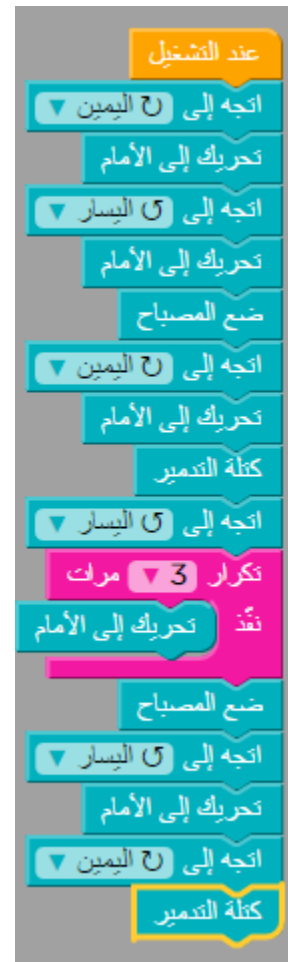 عند التشغيل
اتجه إلى ↻ اليمين ▼
تحريك إلى الأمام
اتجه إلى ↺ اليسار ▼
تحريك إلى الأمام
ضع المصباح
اتجه إلى ↻ اليمين ▼
تحريك إلى الأمام
كتلة التدمير
اتجه إلى ↺ اليسار ▼
تكرار 3 ▼ مرات
نفّذ تحريك إلى الأمام
ضع المصباح
اتجه إلى ↺ اليسار ▼
تحريك إلى الأمام
اتجه إلى ↻ اليمين ▼
كتلة التدمير